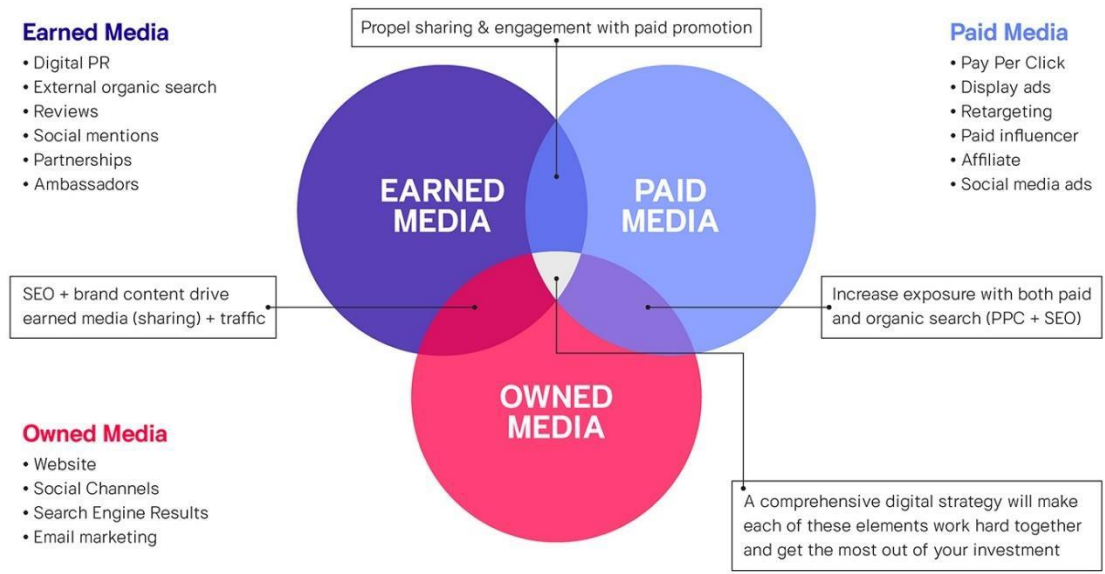 Propel sharing & engagement with paid promotion
Earned Media
• Digital PR
• External organic search
• Reviews
• Social mentions
• Partnerships
• Ambassadors
Paid Media
• Pay Per Click
• Display ads
• Retargeting
• Paid influencer
• Affiliate
• Social media ads
EARNED
MEDIA
PAID
MEDIA
SEO + brand content drive
earned media (sharing) + traffic
Increase exposure with both paid
and organic search (PPC + SEO)
OWNED
MEDIA
Owned Media
• Website
• Social Channels
• Search Engine Results
• Email marketing
A comprehensive digital strategy will make
each of these elements work hard together
and get the most out of your investment